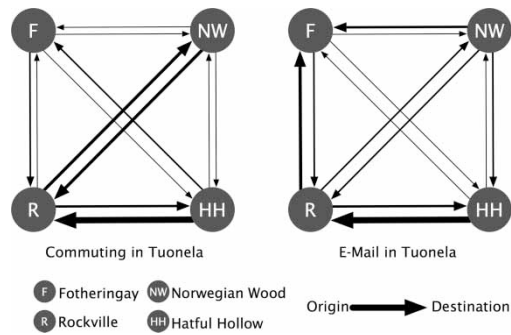 F NW F NW
R HH R HH
Commuting in Tuonela E-Mail in Tuonela
F Fotheringay NW Norwegian Wood
Origin Destination
R Rockville HH Hatful Hollow